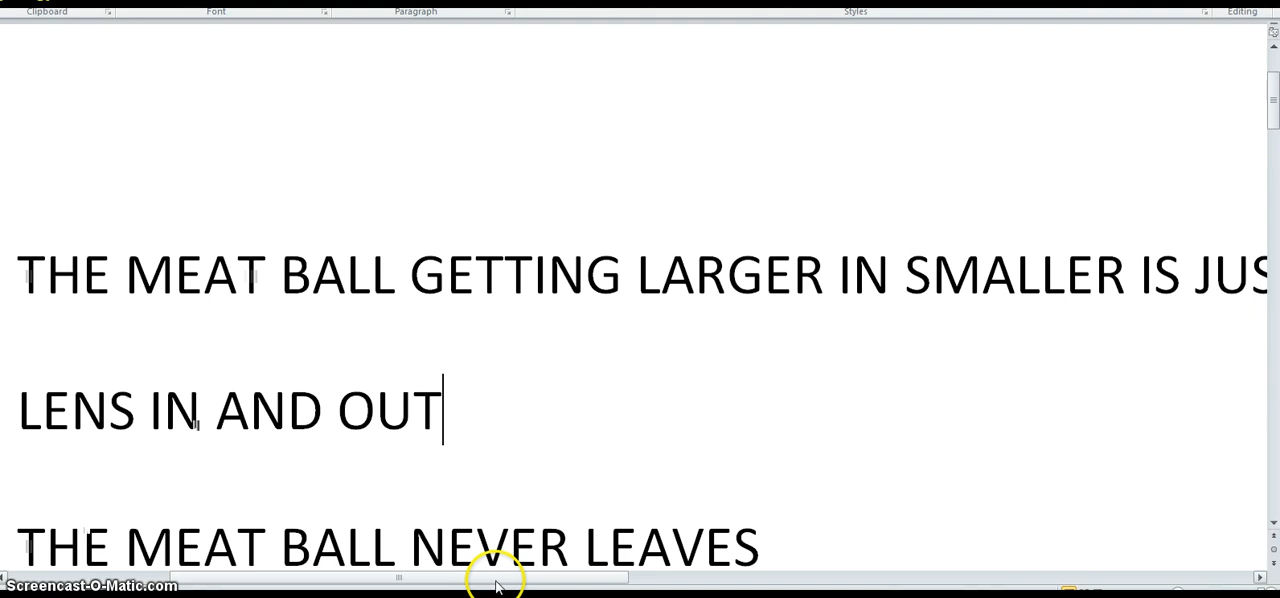 Clipboard Font Paragraph Styles Editing
THE MEAT BALL GETTING LARGER IN SMALLER IS JUS
LENS IN AND OUT
THE MEAT BALL NEVER LEAVES
Screencast-O-Matic.com